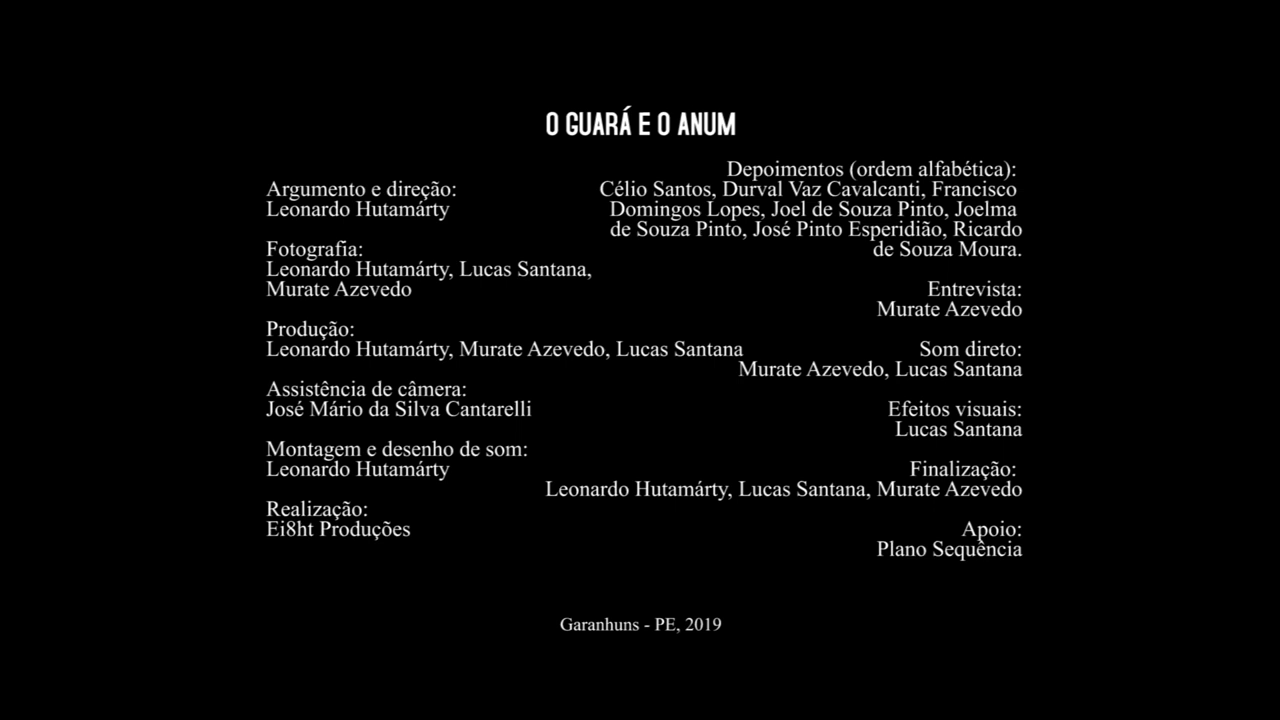 O GUARÁ E O ANUM
Argumento e direção:
Leonardo Hutamárty
Fotografia:
Leonardo Hutamárty, Lucas Santana,
Murate Azevedo
Produção:
Leonardo Hutamárty, Murate Azevedo, Lucas Santana
Assistência de câmera:
José Mário da Silva Cantarelli
Montagem e desenho de som:
Leonardo Hutamárty
Realização:
Ei8ht Produções
Depoimentos (ordem alfabética):
Célio Santos, Durval Vaz Cavalcanti, Francisco
Domingos Lopes, Joel de Souza Pinto, Joelma
de Souza Pinto, José Pinto Esperidião, Ricardo
de Souza Moura.
Entrevista:
Murate Azevedo
Som direto:
Murate Azevedo, Lucas Santana
Efeitos visuais:
Lucas Santana
Finalização:
Leonardo Hutamárty, Lucas Santana, Murate Azevedo
Apoio:
Plano Sequência
Garanhuns - PE, 2019